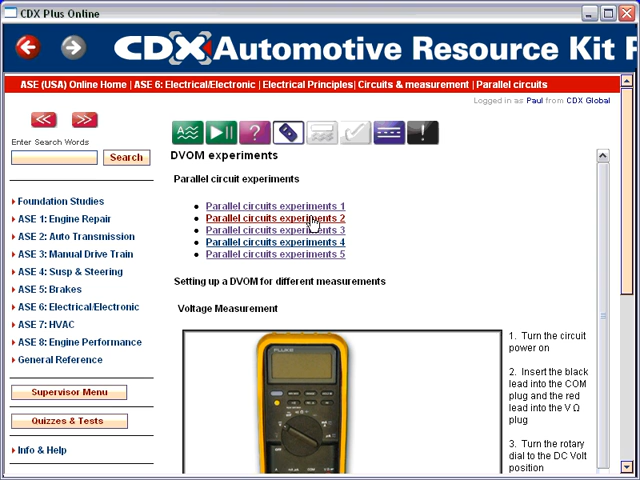 CDX Plus Online
CDX Automotive Resource Kit
ASE (USA) Online Home | ASE 6: Electrical/Electronic | Electrical Principles| Circuits & measurement | Parallel circuits
Logged in as Paul from CDX Global
Enter Search Words
Search
Foundation Studies
ASE 1: Engine Repair
ASE 2: Auto Transmission
ASE 3: Manual Drive Train
ASE 4: Susp & Steering
ASE 5: Brakes
ASE 6: Electrical/Electronic
ASE 7: HVAC
ASE 8: Engine Performance
General Reference
Supervisor Menu
Quizzes & Tests
Info & Help
DVOM experiments
Parallel circuit experiments
Parallel circuits experiments 1
Parallel circuits experiments 2
Parallel circuits experiments 3
Parallel circuits experiments 4
Parallel circuits experiments 5
Setting up a DVOM for different measurements
Voltage Measurement
FLUKE
1. Turn the circuit
power on
2. Insert the black
lead into the COM
plug and the red
lead into the V Ω
plug
3. Turn the rotary
dial to the DC Volt
position